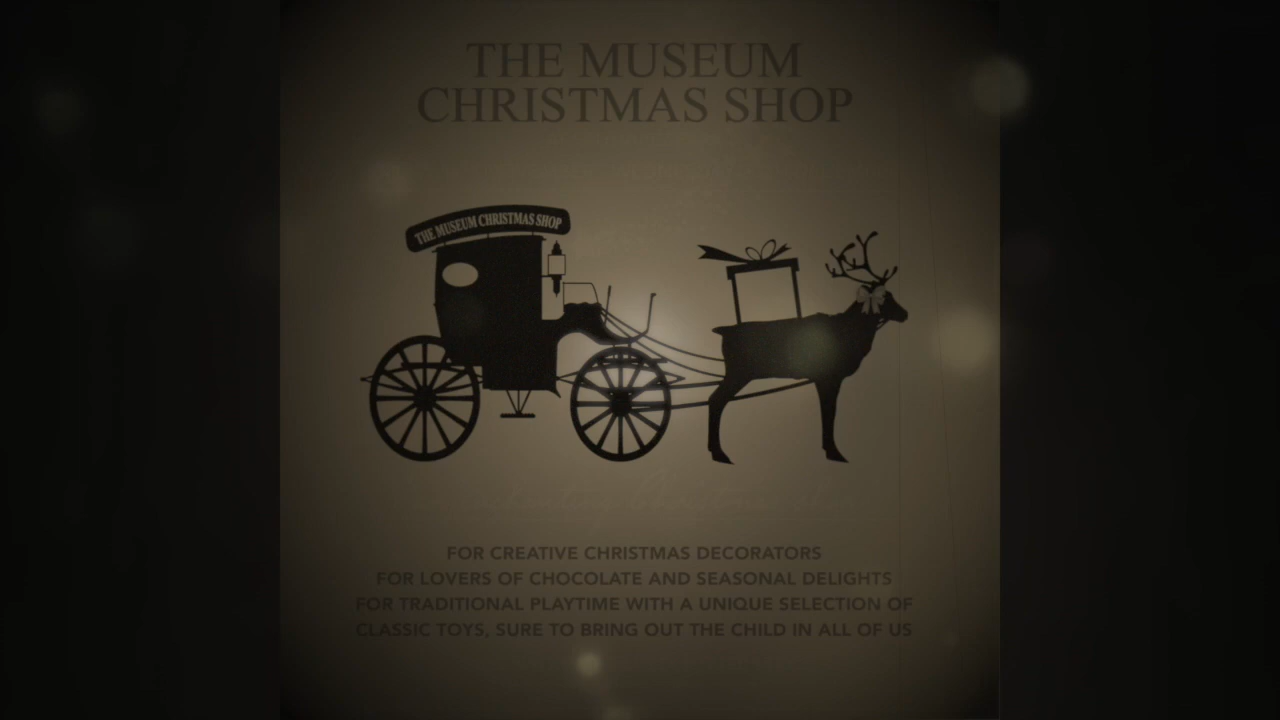 THE MUSEUM
CHRISTMAS SHOP
THE MUSEUM CHRISTMAS SHOP
FOR CREATIVE CHRISTMAS DECORATORS
FOR LOVERS OF CHOCOLATE AND SEASONAL DELIGHTS
FOR TRADITIONAL PLAYTIME WITH A UNIQUE SELECTION OF
CLASSIC TOYS, SURE TO BRING OUT THE CHILD IN ALL OF US